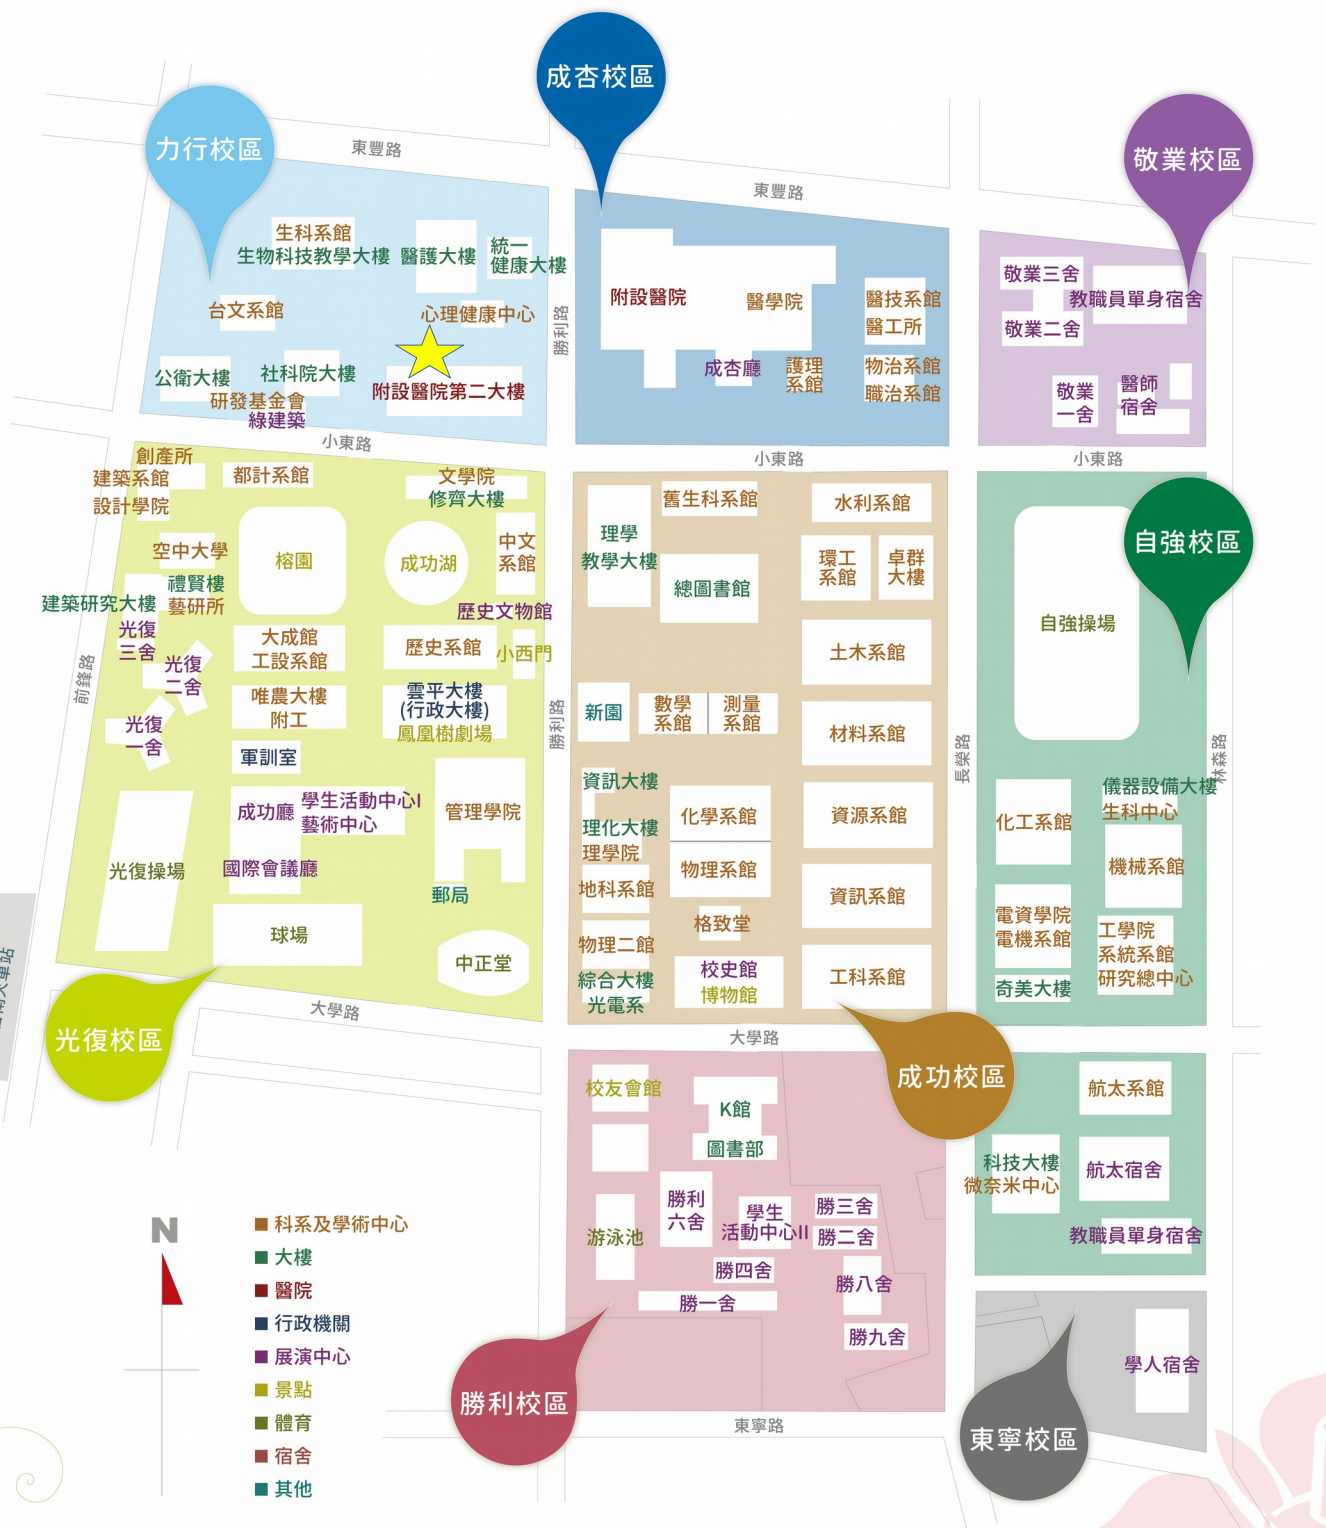 成杏校區
力行校區
敬業校區
東豐路
東豐路
生科系館
生物科技教學大樓
醫護大樓
統一
健康大樓
台文系館
心理健康中心
公衛大樓
社科院大樓
研發基金會
綠建築
附設醫院第二大樓
勝利路
附設醫院
醫學院
醫技系館
醫工所
成杏廳
護理
系館
物治系館
職治系館
敬業三舍
教職員單身宿舍
敬業二舍
敬業
一舍
醫師
宿舍
小東路
小東路
小東路
創產所
建築系館
設計學院
都計系館
文學院
修齊大樓
空中大學
榕園
成功湖
中文
系館
禮賢樓
建築研究大樓
藝研所
歷史文物館
光復
三舍
大成館
工設系館
歷史系館
小西門
光復
二舍
前鋒路
唯農大樓
附工
雲平大樓
(行政大樓)
鳳凰樹劇場
光復
一舍
軍訓室
成功廳
學生活動中心I
藝術中心
管理學院
國際會議廳
光復操場
郵局
球場
中正堂
勝利路
大學路
光復校區
理學
教學大樓
舊生科系館
水利系館
總圖書館
環工
系館
卓群
大樓
土木系館
新園
數學
系館
測量
系館
材料系館
資訊大樓
理化大樓
理學院
化學系館
資源系館
地科系館
物理系館
資訊系館
物理二館
格致堂
綜合大樓
光電系
校史館
博物館
工科系館
長榮路
大學路
成功校區
自強校區
自強操場
林森路
儀器設備大樓
生科中心
化工系館
機械系館
電資學院
電機系館
工學院
系統系館
研究總中心
奇美大樓
航太系館
科技大樓
微奈米中心
航太宿舍
教職員單身宿舍
校友會館
K館
圖書部
勝利
六舍
學生
活動中心II
勝三舍
勝二舍
游泳池
勝四舍
勝八舍
勝一舍
勝九舍
勝利校區
東寧路
學人宿舍
東寧校區
N
科系及學術中心
大樓
醫院
行政機關
展演中心
景點
體育
宿舍
其他